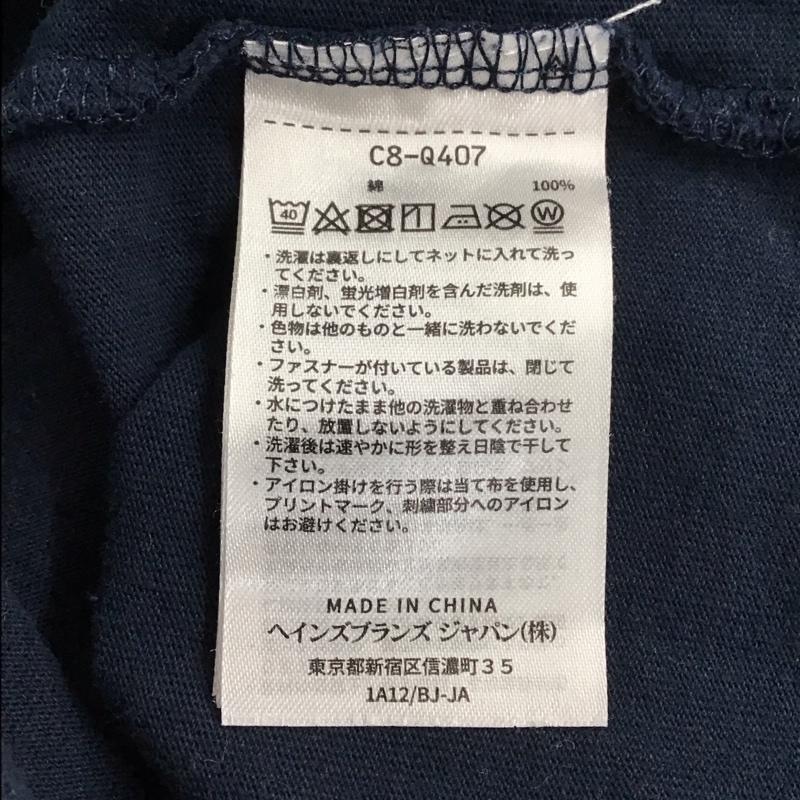 C8-Q407
綿 100%
40 W
・洗濯は裏返しにしてネットに入れて洗っ
てください。
・漂白剤、蛍光増白剤を含んだ洗剤は、使
用しないでください。
・色物は他のものと一緒に洗わないでくだ
さい。
・ファスナーが付いている製品は、閉じて
洗ってください。
・水につけたまま他の洗濯物と重ね合わせ
たり、放置しないようにしてください。
・洗濯後は速やかに形を整え日陰で干して
下さい。
・アイロン掛けを行う際は当て布を使用し、
プリントマーク、刺繍部分へのアイロン
はお避けください。
MADE IN CHINA
ヘインズブランズ ジャパン(株)
東京都新宿区信濃町35
1A12/BJ-JA